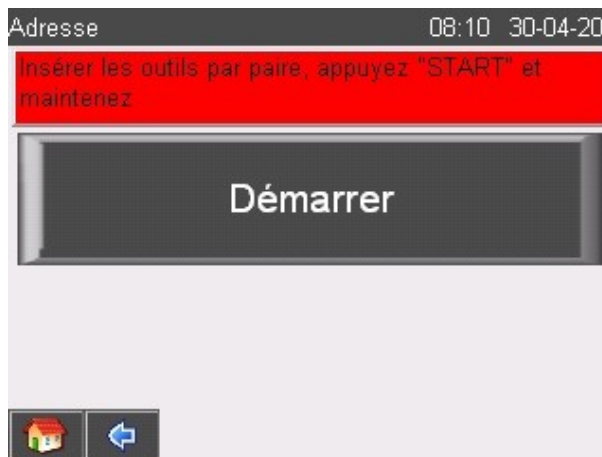 Adresse 08:10 30-04-20
Insérer les outils par paire, appuyez "START" et
maintenez
Démarrer